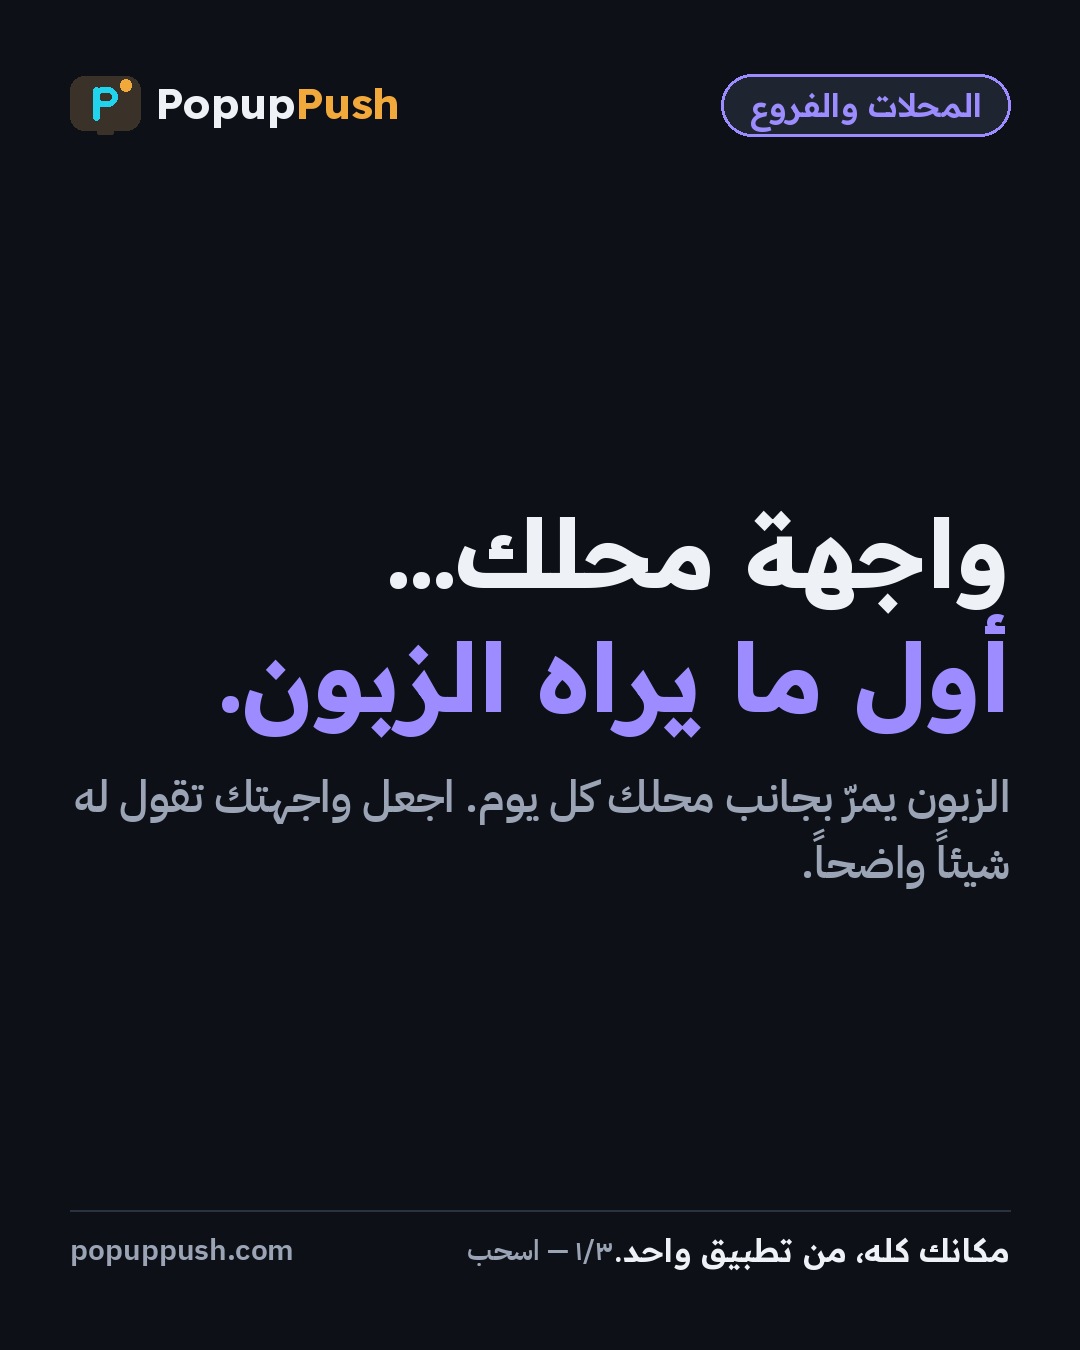 PopupPush
المحلات والفروع
واجهة محلك...
أول ما يراه الزبون.
الزبون يمرّ بجانب محلك كل يوم. اجعل واجهتك تقول له
شيئاً واضحاً.
مكانك كله، من تطبيق واحد.
١/٣ — اسحب
popuppush.com